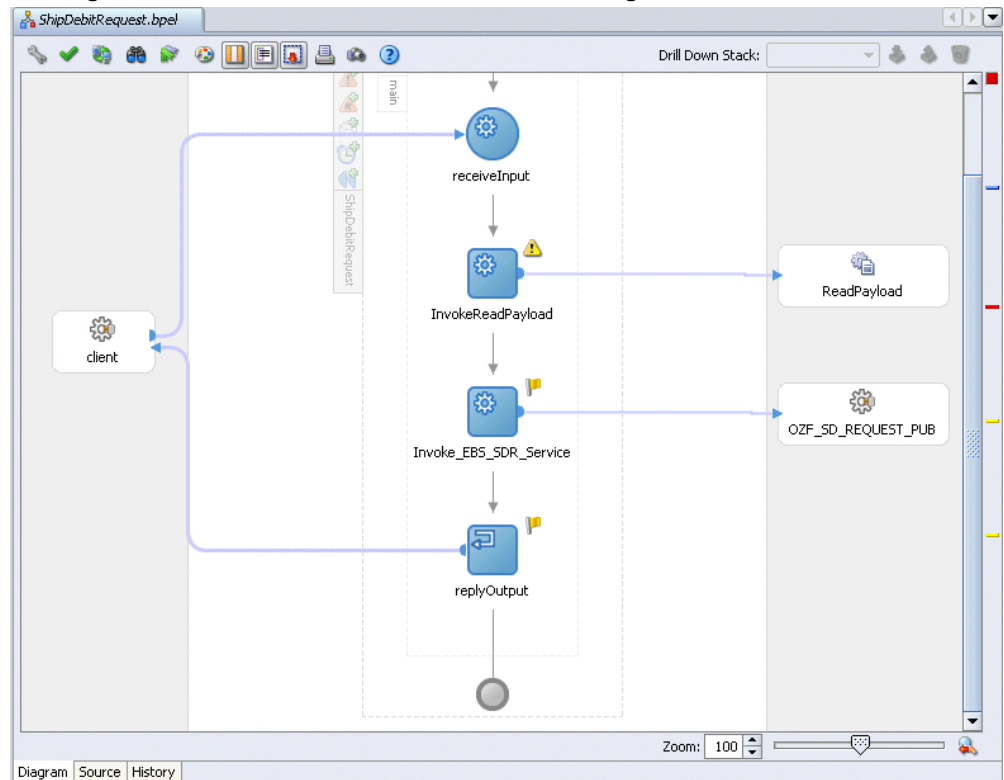 ShipDebitRequest.bpel
Drill Down Stack:
main
receiveInput
ShipDebitRequest
InvokeReadPayload
ReadPayload
client
OZF_SD_REQUEST_PUB
Invoke_EBS_SDR_Service
replyOutput
Zoom: 100
Diagram Source History